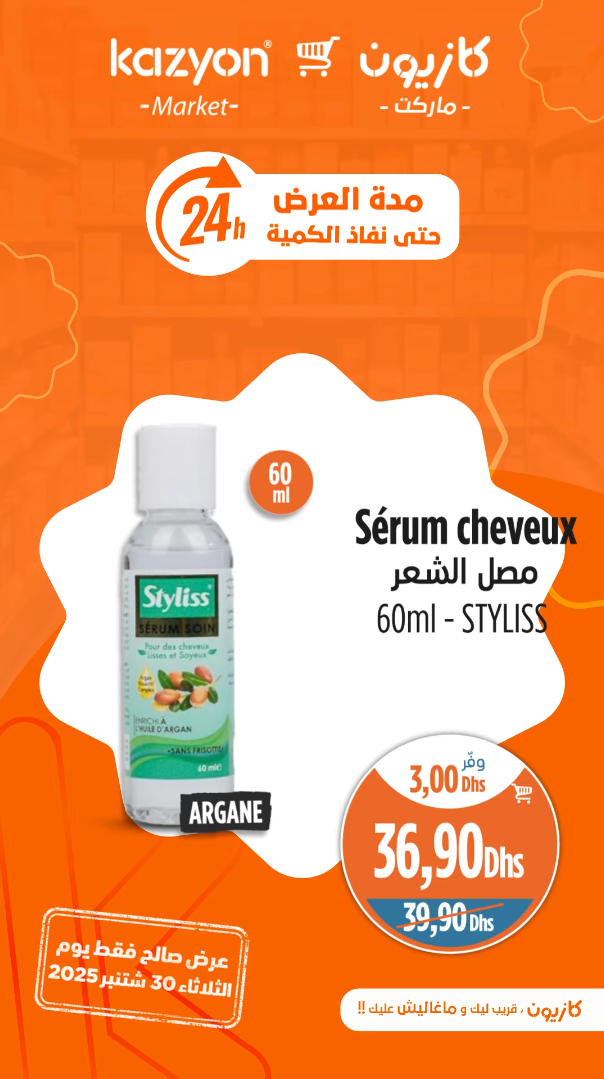 kazyon®
-Market-
كازيون
- ماركت -
24h
مدة العرض
حتى نفاذ الكمية
60
ml
Sérum cheveux
مصل الشعر
60ml - STYLISS
Styliss
SÉRUM SOIN
Pour des cheveux
Lisses et Soyeux
ENRICHI À
L'HUILE D'ARGAN
•SANS FRISOTTIS•
60 ml℮
ARGANE
وفّر
3,00 Dhs
36,90Dhs
39,90 Dhs
عرض صالح فقط يوم
الثلاثاء 30 شتنبر 2025
كازيون ، قريب ليك و ماغاليش عليك !!